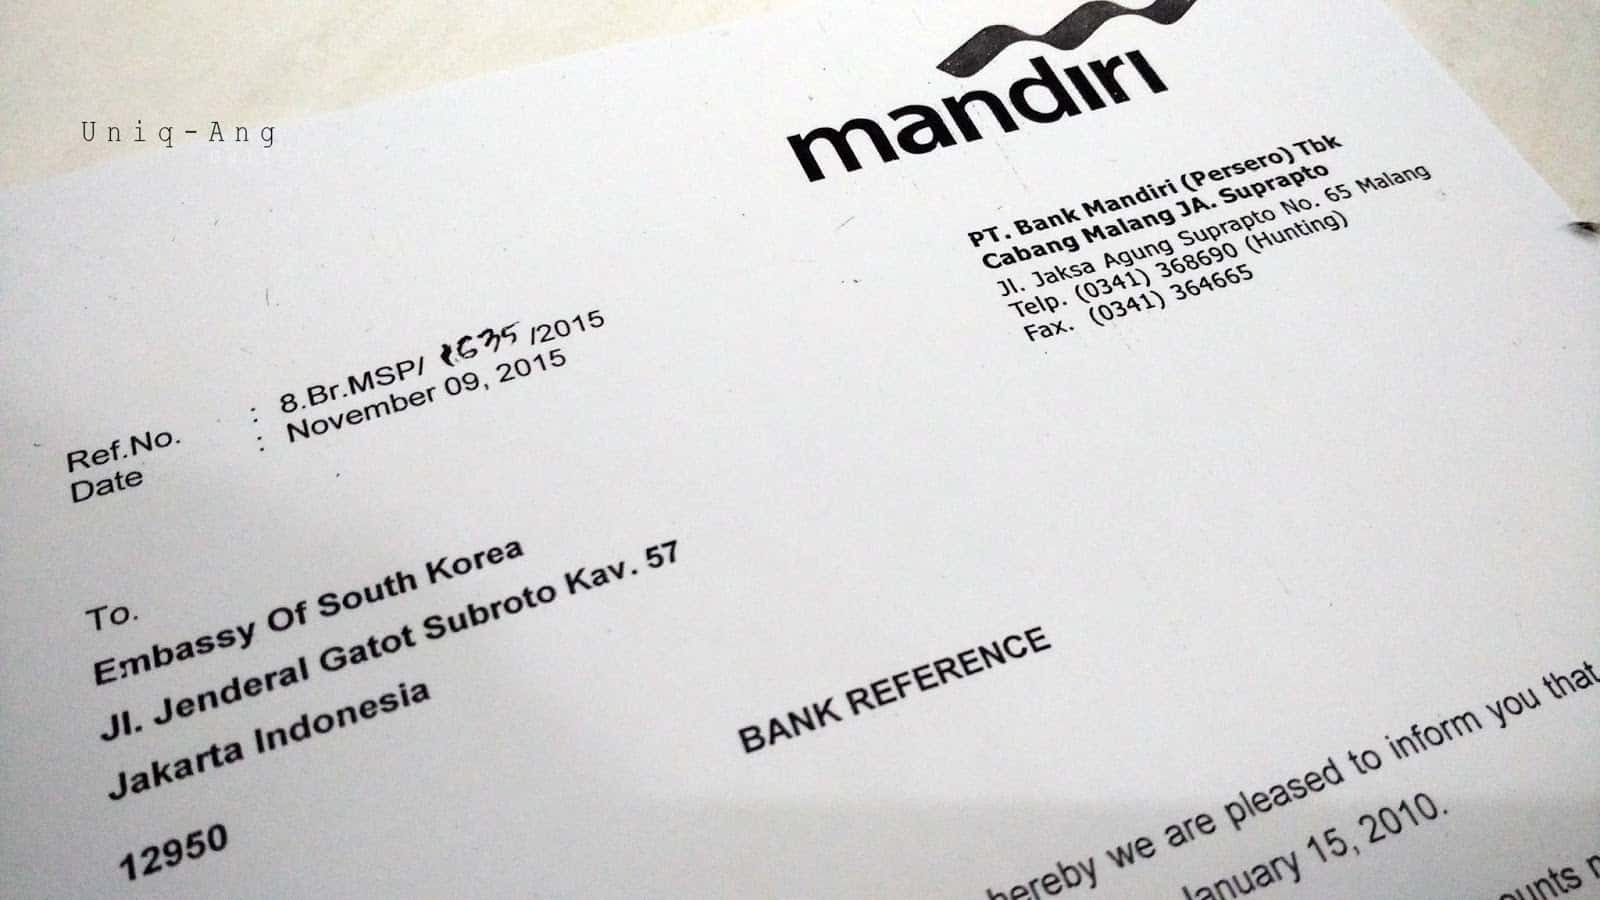 Uniq-Ang
mandiri
PT. Bank Mandiri (Persero) Tbk
Cabang Malang JA. Suprapto
Jl. Jaksa Agung Suprapto No. 65 Malang
Telp. (0341) 368690 (Hunting)
Fax. (0341) 364665
Ref.No. : 8.Br.MSP/ 1635 /2015
Date : November 09, 2015
To.
Embassy Of South Korea
Jl. Jenderal Gatot Subroto Kav. 57
Jakarta Indonesia
12950
BANK REFERENCE
hereby we are pleased to inform you that
January 15, 2010.